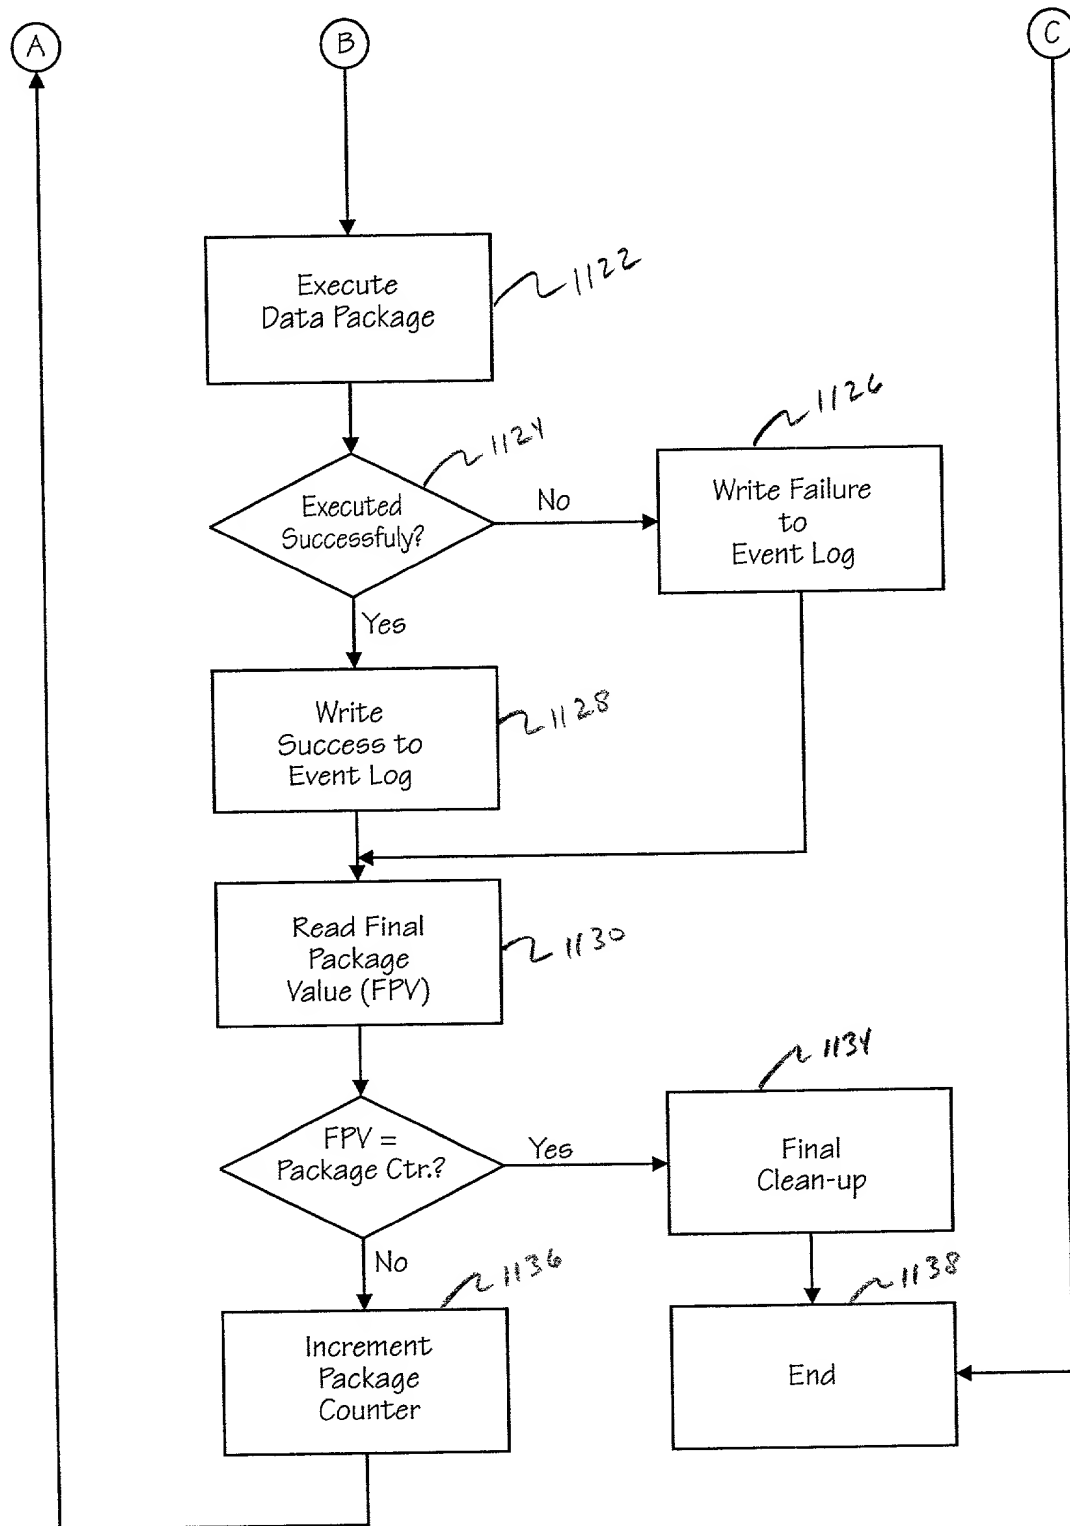 A
B
C
Execute
Data Package
1122
Executed
Successfuly?
1124
No
1126
Write Failure
to
Event Log
Yes
Write
Success to
Event Log
1128
Read Final
Package
Value (FPV)
1130
FPV =
Package Ctr.?
Yes
1134
Final
Clean-up
No
1136
Increment
Package
Counter
1138
End